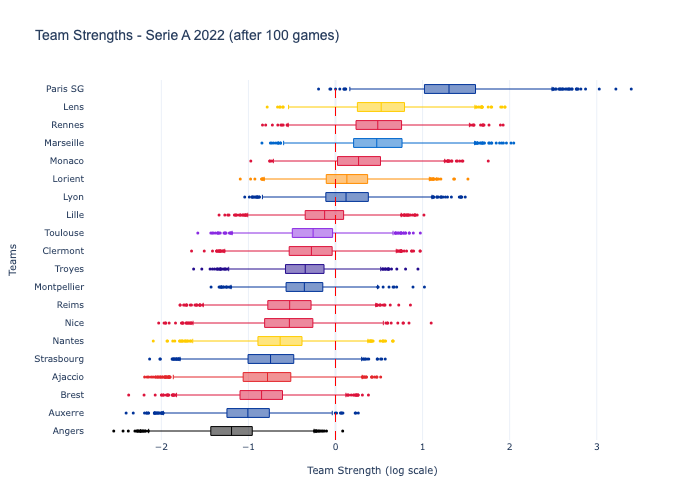 Team Strengths - Serie A 2022 (after 100 games)
Paris SG
Lens
Rennes
Marseille
Monaco
Lorient
Lyon
Lille
Toulouse
Clermont
Troyes
Montpellier
Reims
Nice
Nantes
Strasbourg
Ajaccio
Brest
Auxerre
Angers
Teams
−2 −1 0 1 2 3
Team Strength (log scale)